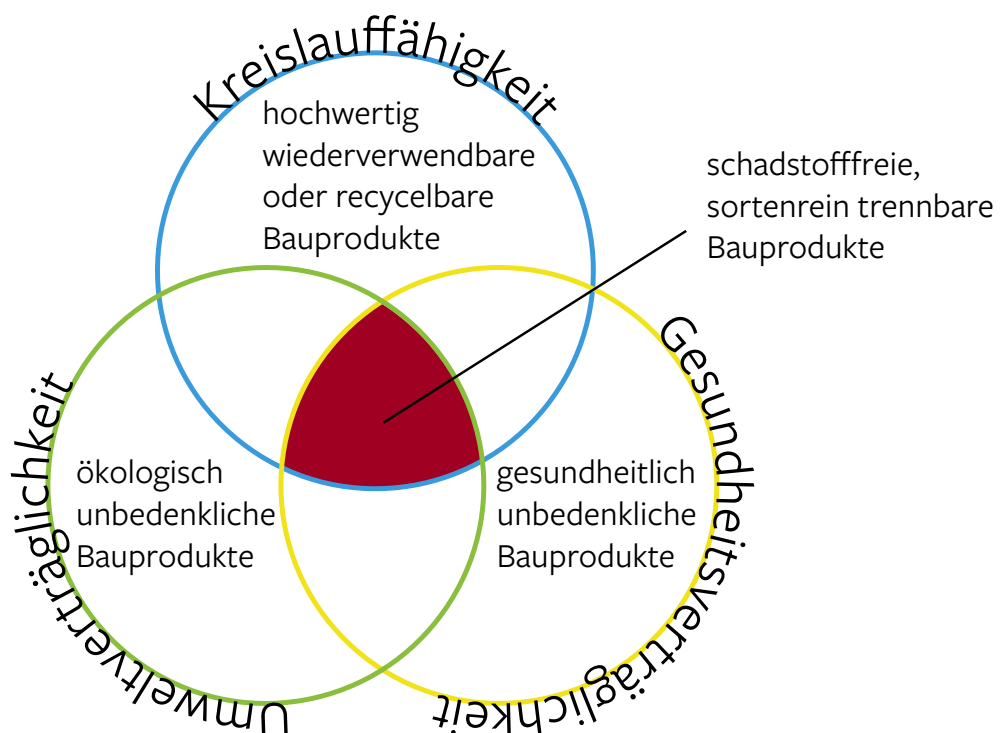 Kreislauffähigkeit
hochwertig
wiederverwendbare
oder recycelbare
Bauprodukte
schadstofffreie,
sortenrein trennbare
Bauprodukte
Umweltverträglichkeit
ökologisch
unbedenkliche
Bauprodukte
gesundheitlich
unbedenkliche
Bauprodukte
Gesundheitsverträglichkeit